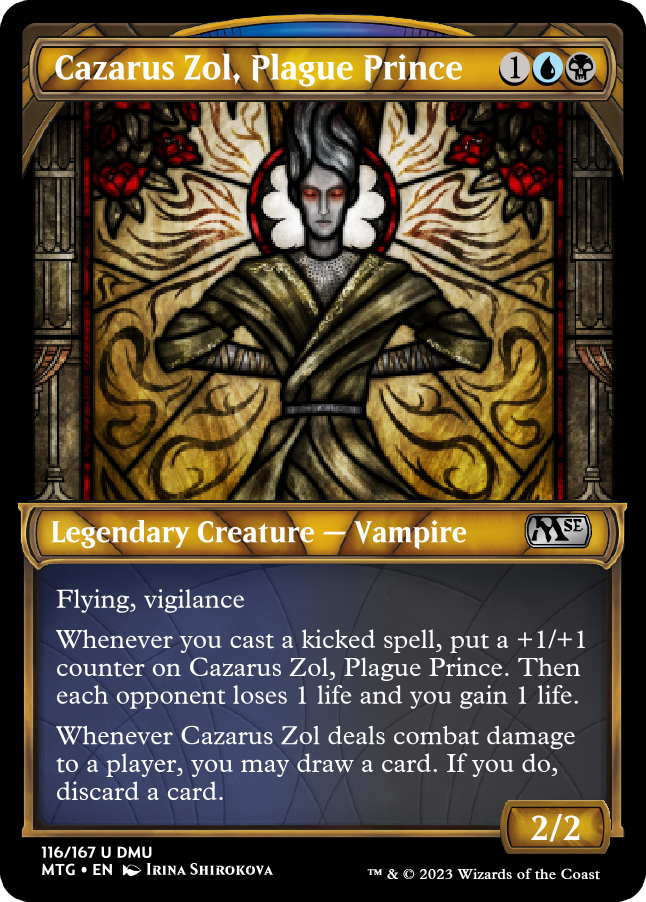 Cazarus Zol, Plague Prince 1
Legendary Creature — Vampire MSE
Flying, vigilance
Whenever you cast a kicked spell, put a +1/+1
counter on Cazarus Zol, Plague Prince. Then
each opponent loses 1 life and you gain 1 life.
Whenever Cazarus Zol deals combat damage
to a player, you may draw a card. If you do,
discard a card.
2/2
116/167 U DMU
MTG • EN Irina Shirokova
™ & © 2023 Wizards of the Coast